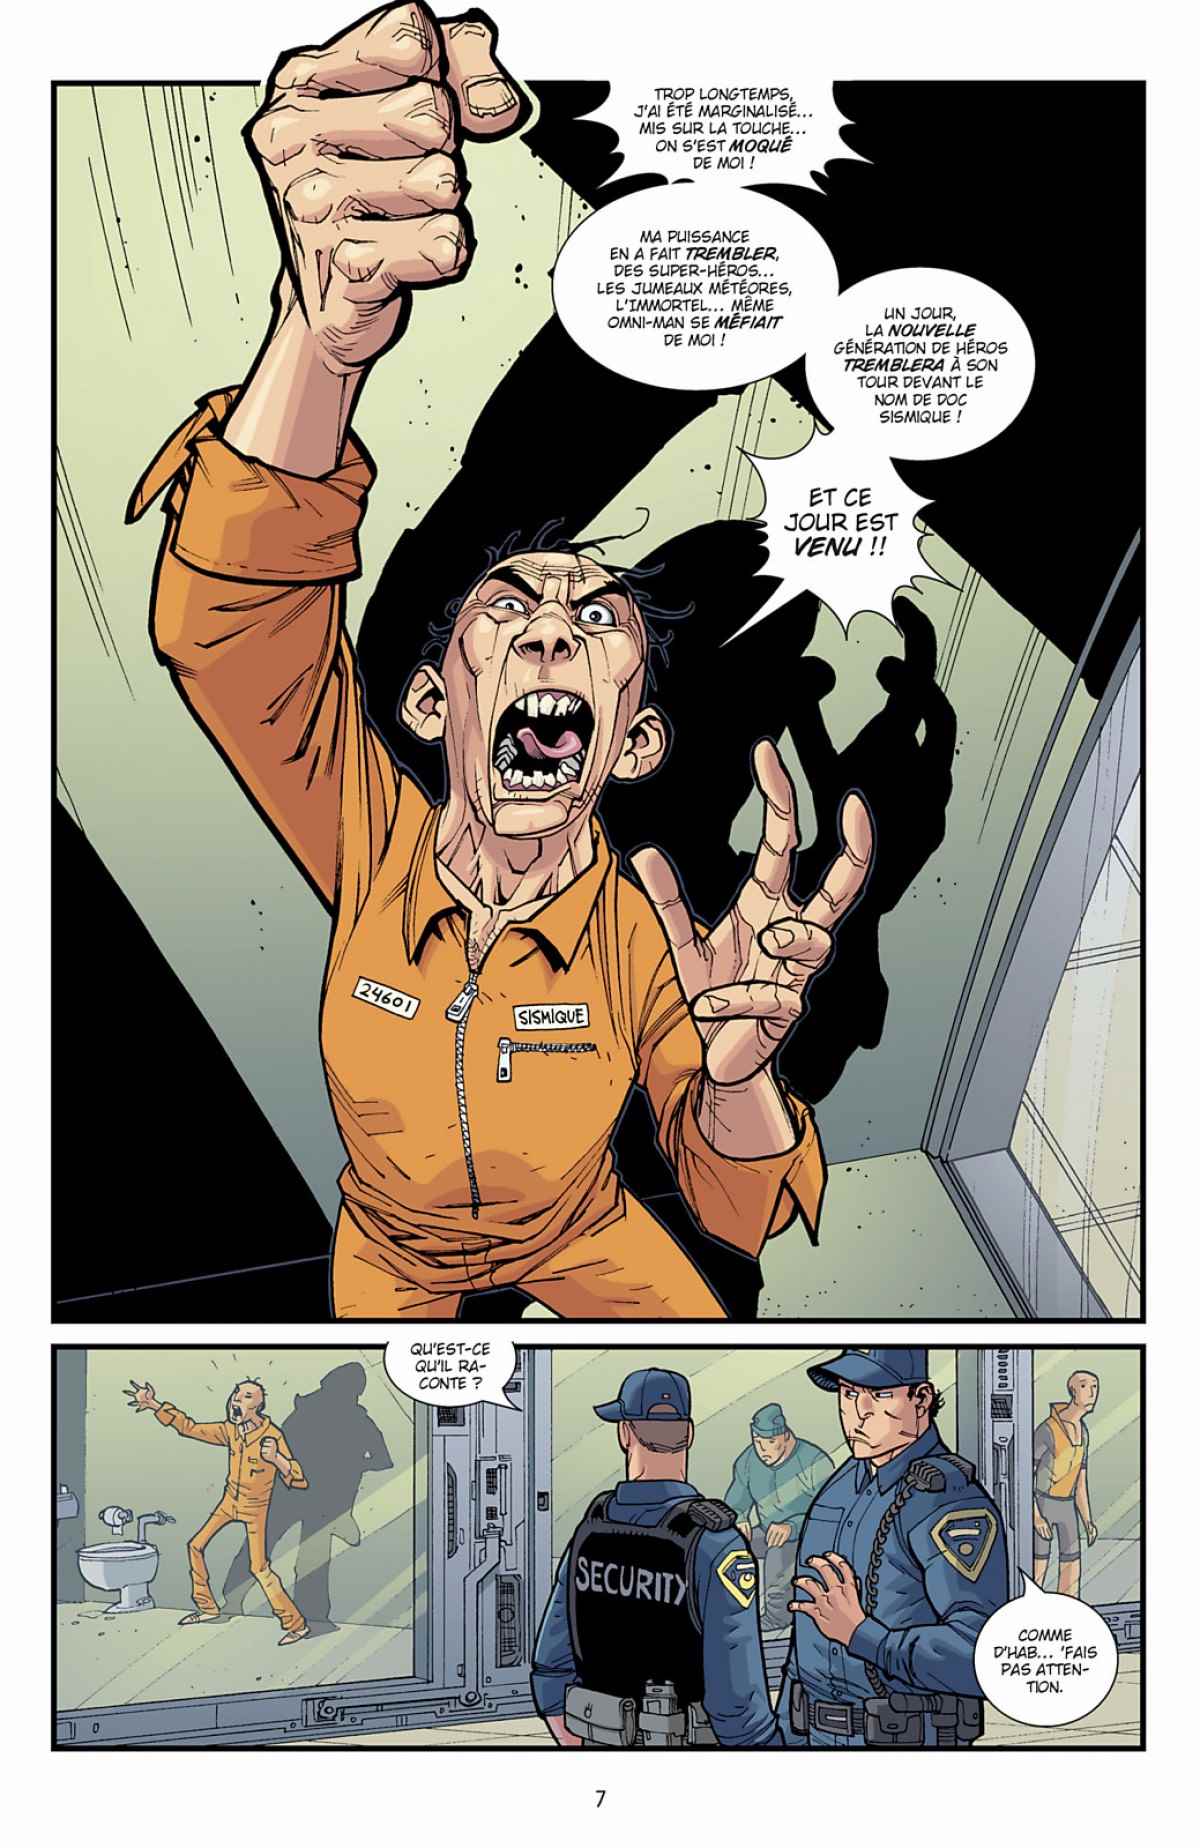 TROP LONGTEMPS,
J'AI ÉTÉ MARGINALISÉ...
MIS SUR LA TOUCHE...
ON S'EST MOQUÉ
DE MOI !
MA PUISSANCE
EN A FAIT TREMBLER,
DES SUPER-HÉROS...
LES JUMEAUX MÉTÉORES,
L'IMMORTEL... MÊME
OMNI-MAN SE MÉFIAIT
DE MOI !
UN JOUR,
LA NOUVELLE
GÉNÉRATION DE HÉROS
TREMBLERA À SON
TOUR DEVANT LE
NOM DE DOC
SISMIQUE !
ET CE
JOUR EST
VENU !!
24601
SISMIQUE
QU'EST-CE
QU'IL RA-
CONTE ?
SECURITY
COMME
D'HAB... 'FAIS
PAS ATTEN-
TION.
7